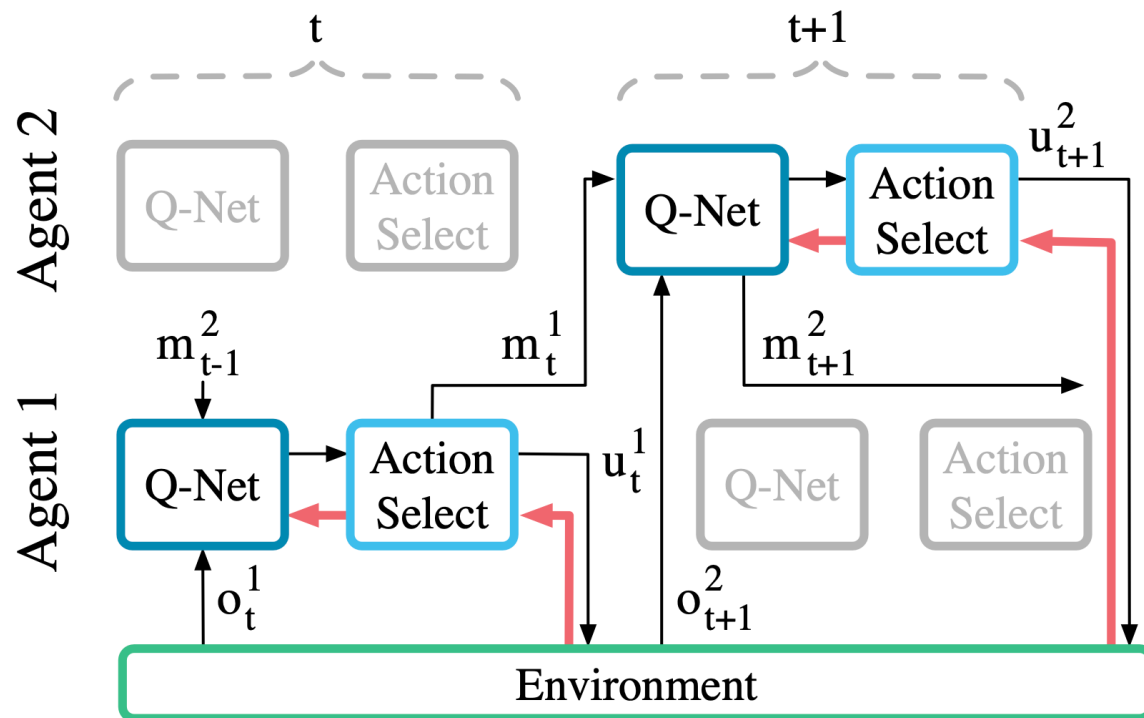 t
t+1
Agent 2
Q-Net
Action
Select
Q-Net
Action
Select
u²ₜ₊₁
m²ₜ₋₁
m¹ₜ
m²ₜ₊₁
Agent 1
Q-Net
Action
Select
u¹ₜ
Q-Net
Action
Select
o¹ₜ
o²ₜ₊₁
Environment